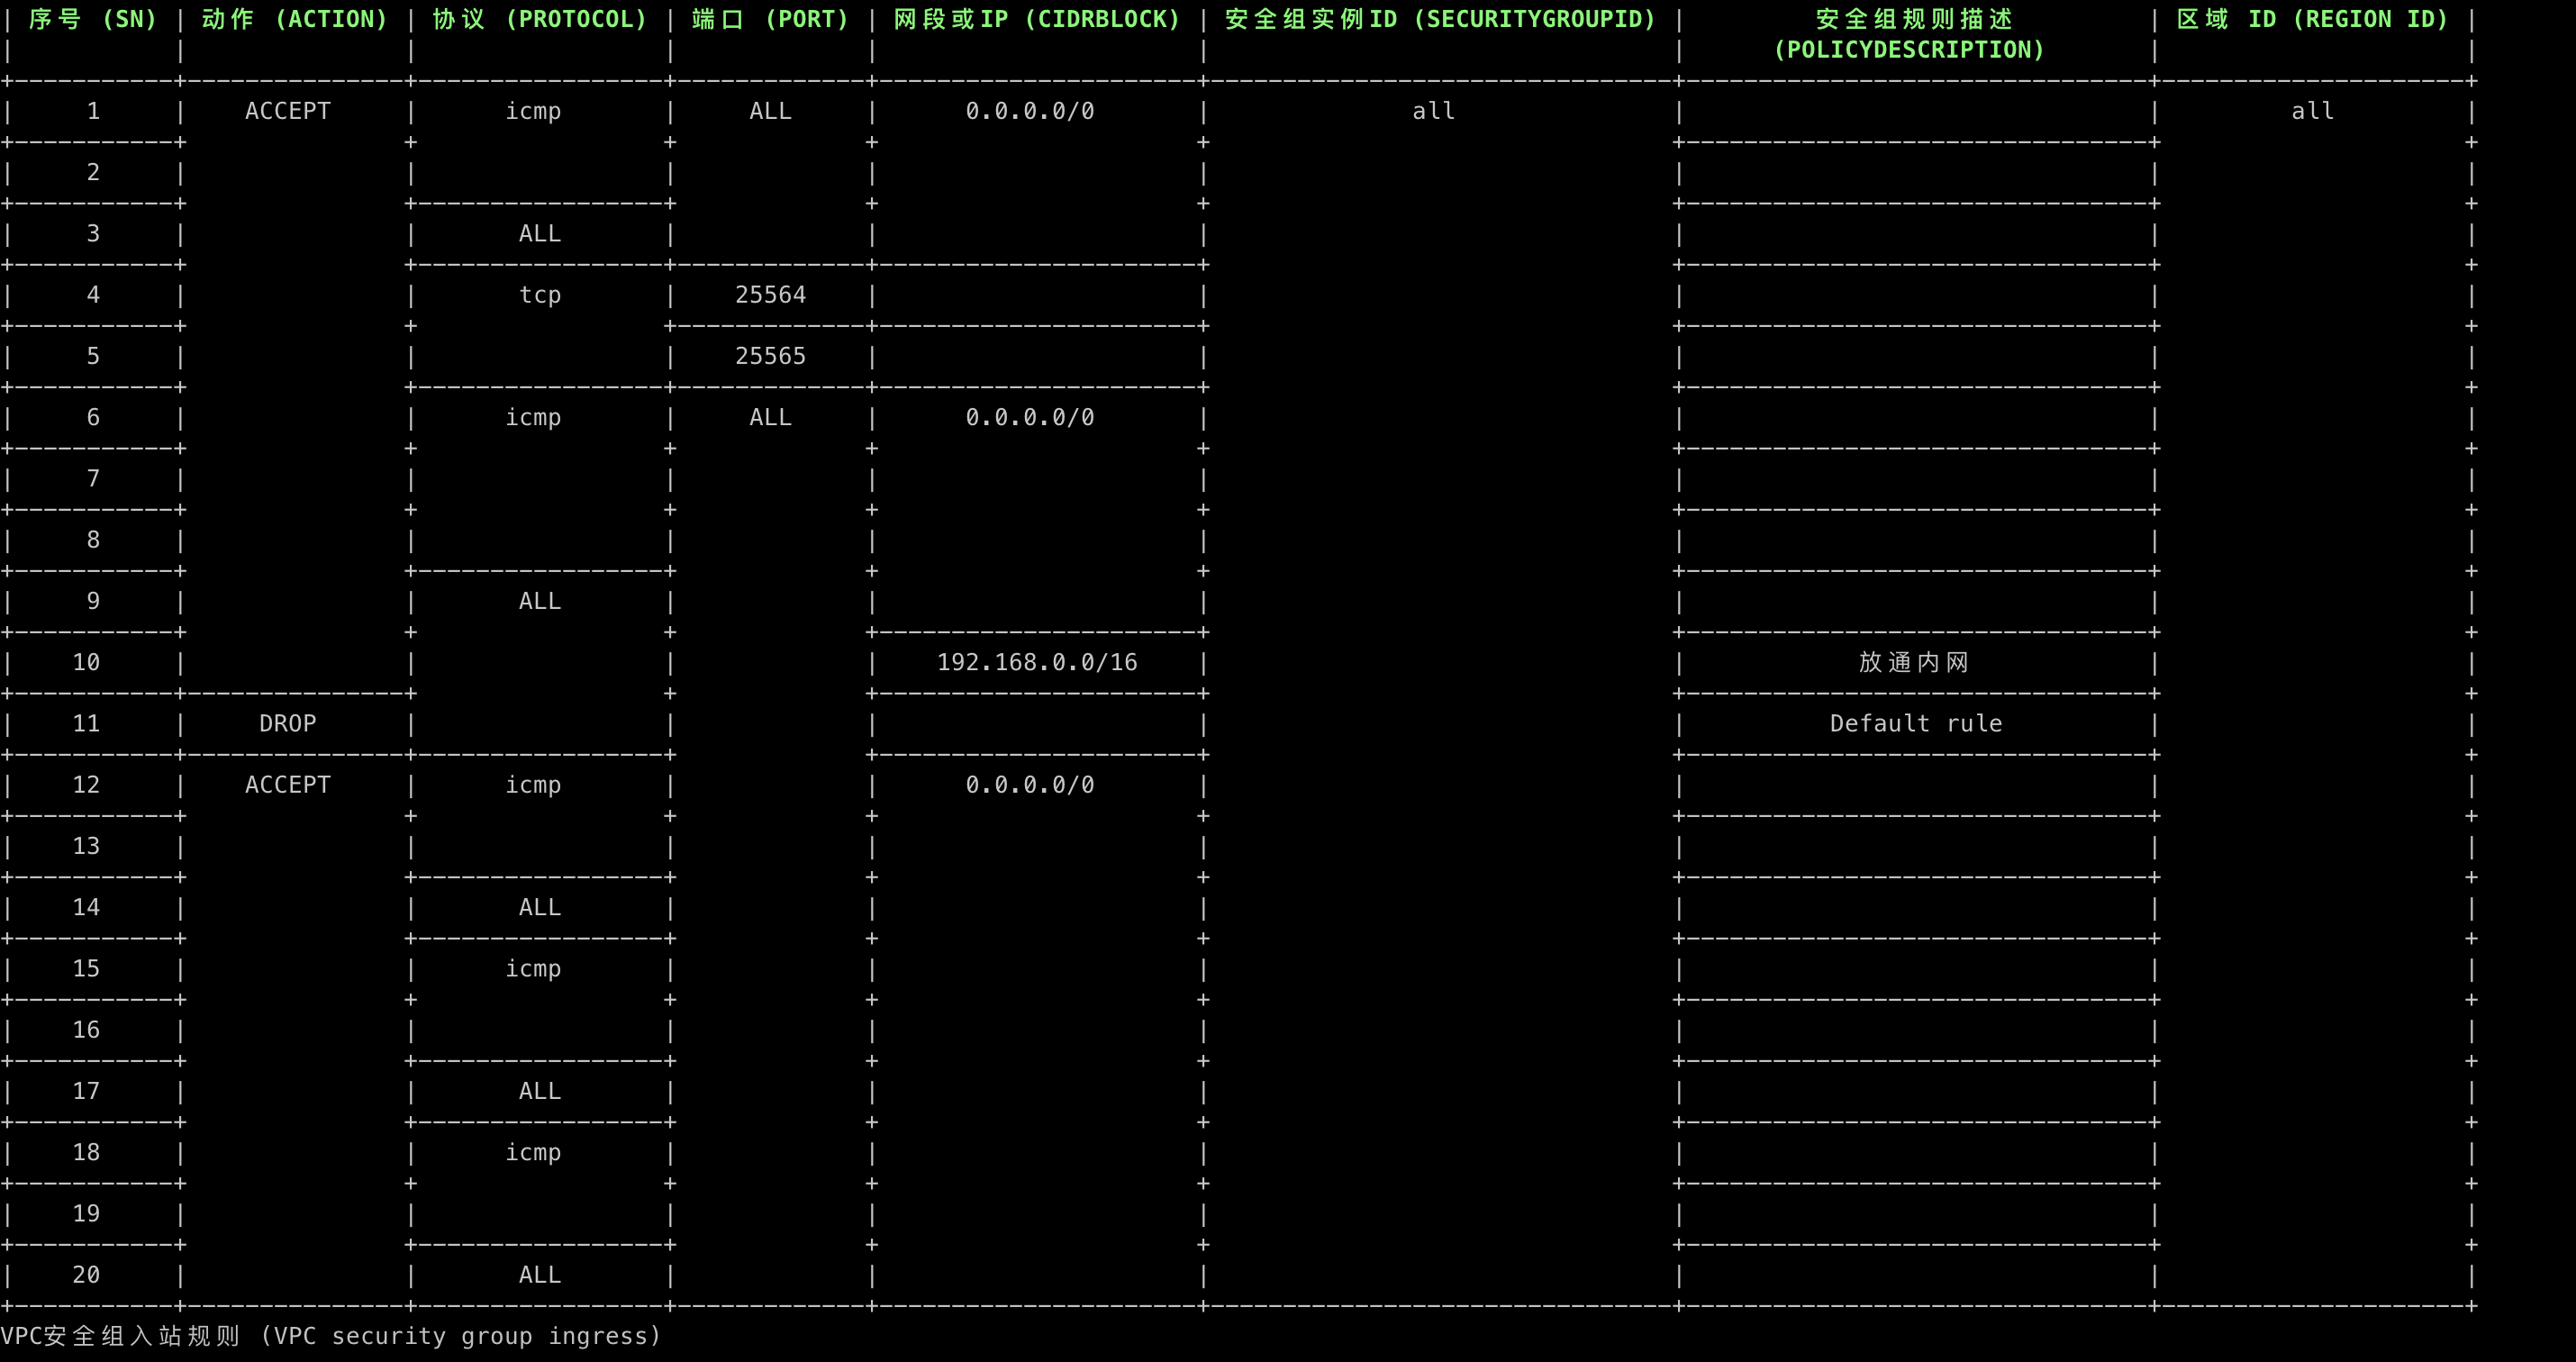 序号 (SN) 动作 (ACTION) 协议 (PROTOCOL) 端口 (PORT) 网段或IP (CIDRBLOCK) 安全组实例ID (SECURITYGROUPID) 安全组规则描述 区域 ID (REGION ID)
(POLICYDESCRIPTION)
1 ACCEPT icmp ALL 0.0.0.0/0 all all
2
3 ALL
4 tcp 25564
5 25565
6 icmp ALL 0.0.0.0/0
7
8
9 ALL
10 192.168.0.0/16 放通内网
11 DROP Default rule
12 ACCEPT icmp 0.0.0.0/0
13
14 ALL
15 icmp
16
17 ALL
18 icmp
19
20 ALL
VPC安全组入站规则 (VPC security group ingress)